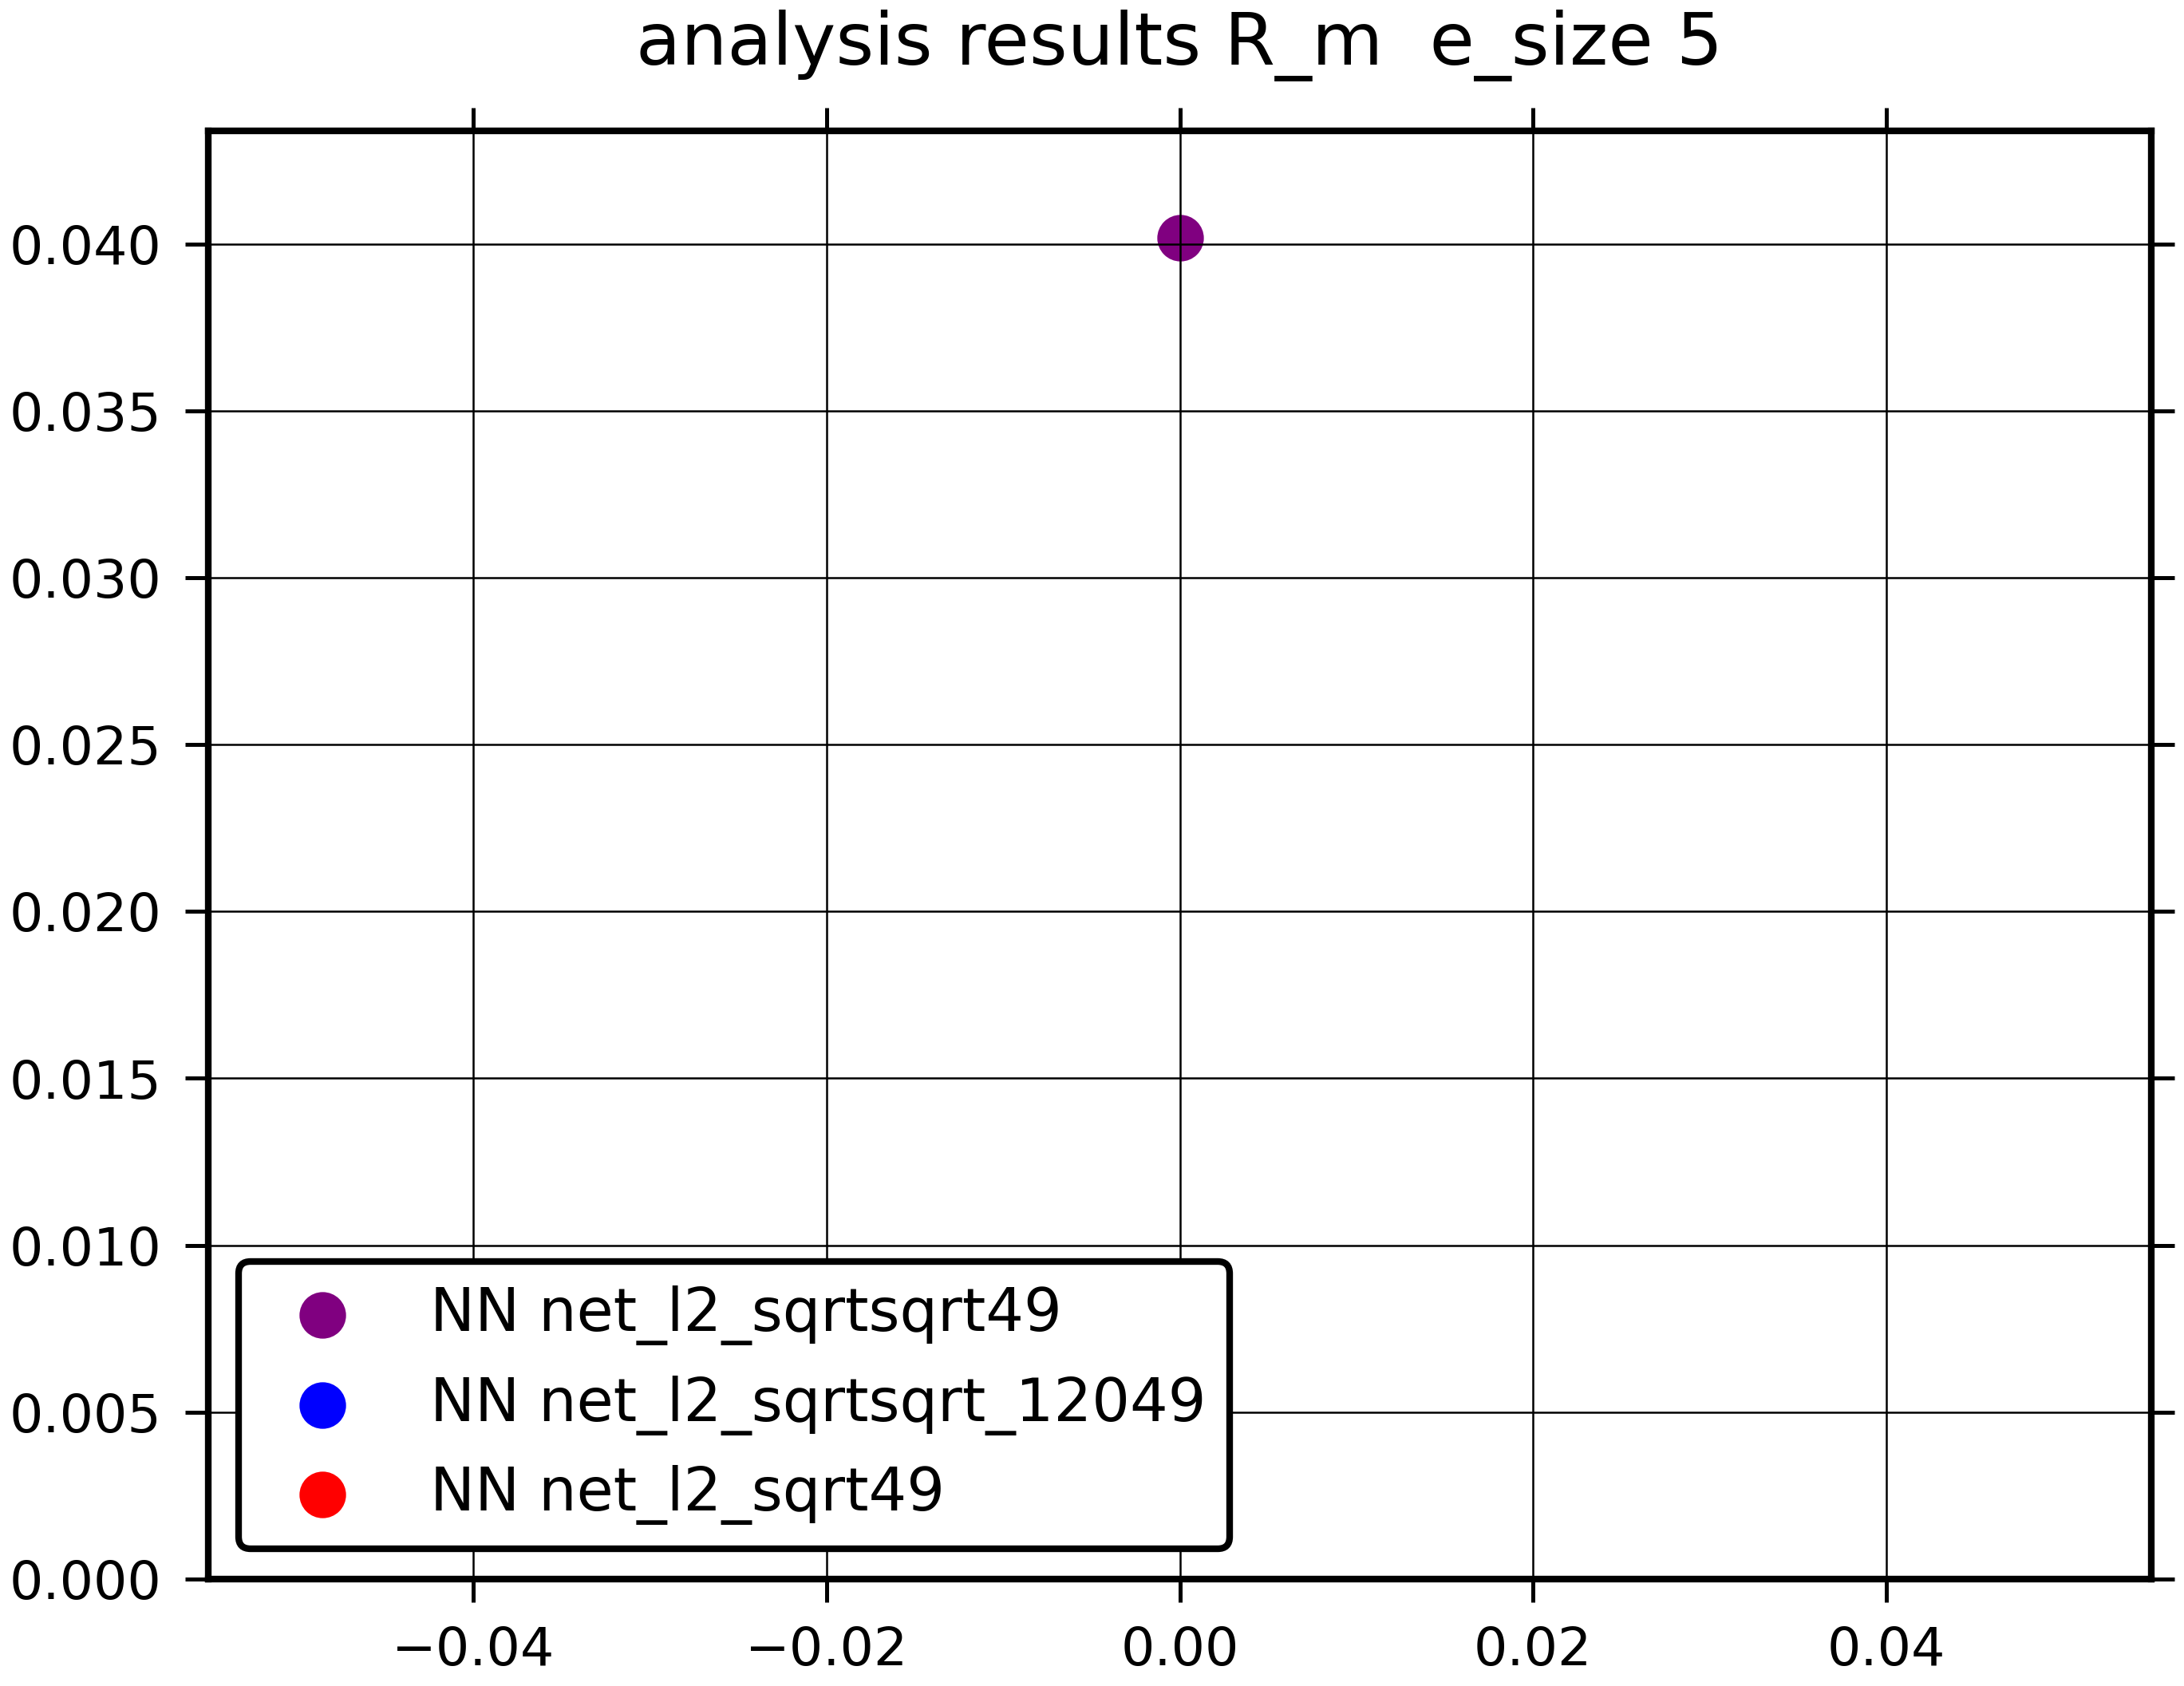 analysis results R_m  e_size 5
0.040
0.035
0.030
0.025
0.020
0.015
0.010
0.005
0.000
NN net_l2_sqrtsqrt49
NN net_l2_sqrtsqrt_12049
NN net_l2_sqrt49
−0.04 −0.02 0.00 0.02 0.04